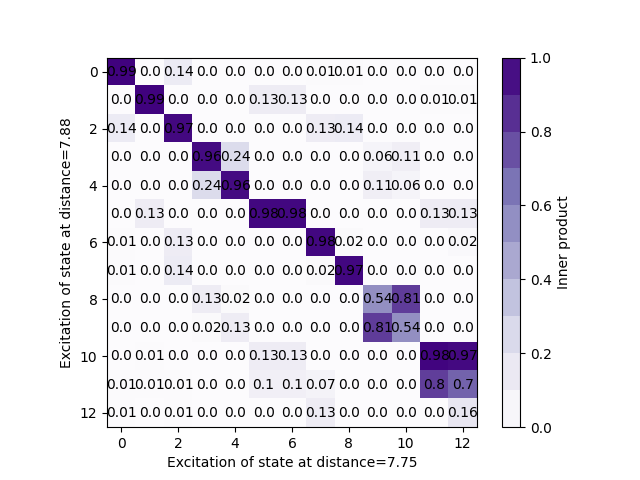 0 0.99 0.0 0.14 0.0 0.0 0.0 0.0 0.01 0.01 0.0 0.0 0.0 0.0
0.0 0.99 0.0 0.0 0.0 0.13 0.13 0.0 0.0 0.0 0.0 0.01 0.01
2 0.14 0.0 0.97 0.0 0.0 0.0 0.0 0.13 0.14 0.0 0.0 0.0 0.0
0.0 0.0 0.0 0.96 0.24 0.0 0.0 0.0 0.0 0.06 0.11 0.0 0.0
4 0.0 0.0 0.0 0.24 0.96 0.0 0.0 0.0 0.0 0.11 0.06 0.0 0.0
0.0 0.13 0.0 0.0 0.0 0.98 0.98 0.0 0.0 0.0 0.0 0.13 0.13
6 0.01 0.0 0.13 0.0 0.0 0.0 0.0 0.98 0.02 0.0 0.0 0.0 0.02
0.01 0.0 0.14 0.0 0.0 0.0 0.0 0.02 0.97 0.0 0.0 0.0 0.0
8 0.0 0.0 0.0 0.13 0.02 0.0 0.0 0.0 0.0 0.54 0.81 0.0 0.0
0.0 0.0 0.0 0.02 0.13 0.0 0.0 0.0 0.0 0.81 0.54 0.0 0.0
10 0.0 0.01 0.0 0.0 0.0 0.13 0.13 0.0 0.0 0.0 0.0 0.98 0.97
0.01 0.01 0.01 0.0 0.0 0.1 0.1 0.07 0.0 0.0 0.0 0.8 0.7
12 0.01 0.0 0.01 0.0 0.0 0.0 0.0 0.13 0.0 0.0 0.0 0.0 0.16
0 2 4 6 8 10 12
Excitation of state at distance=7.75
Excitation of state at distance=7.88
1.0
0.8
0.6
0.4
0.2
0.0
Inner product